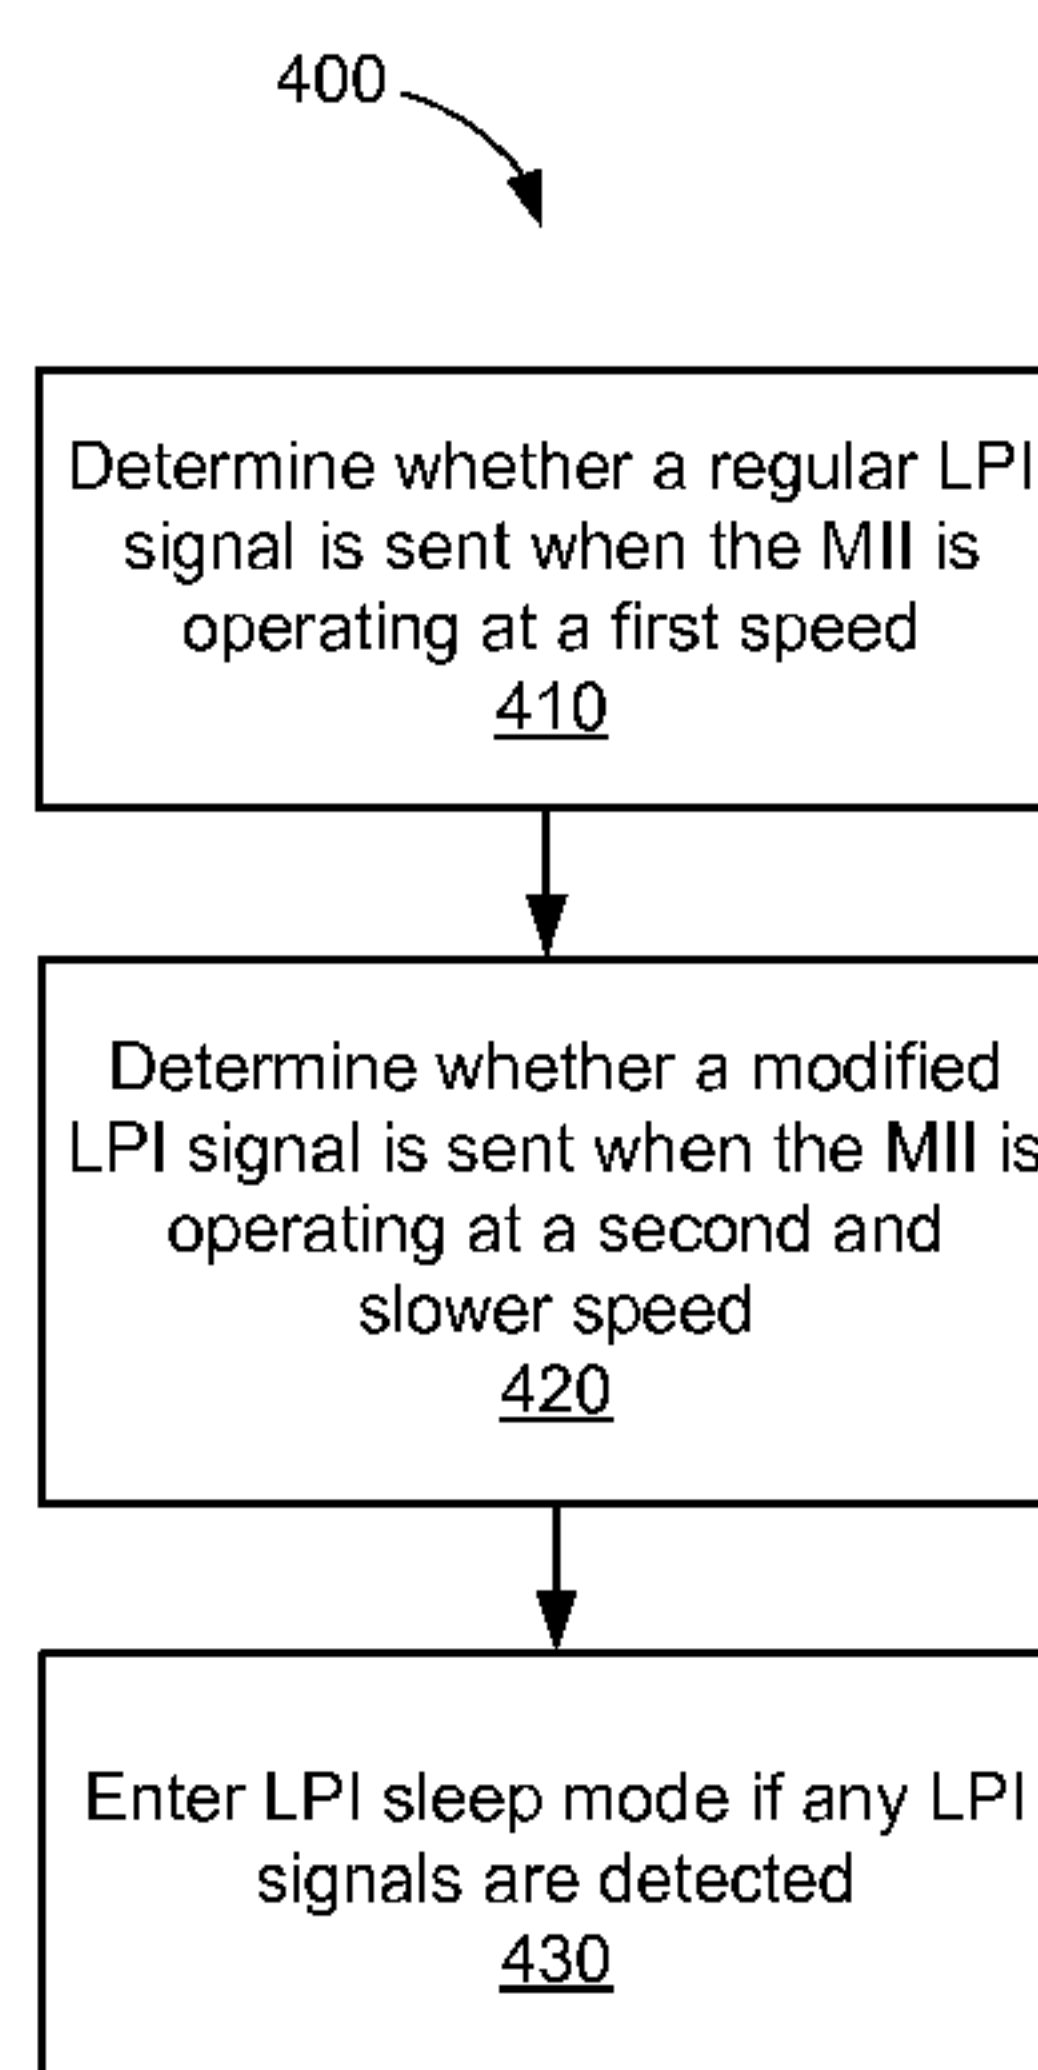 400
Determine whether a regular LPI
signal is sent when the MII is
operating at a first speed
410
Determine whether a modified
LPI signal is sent when the MII is
operating at a second and
slower speed
420
Enter LPI sleep mode if any LPI
signals are detected
430